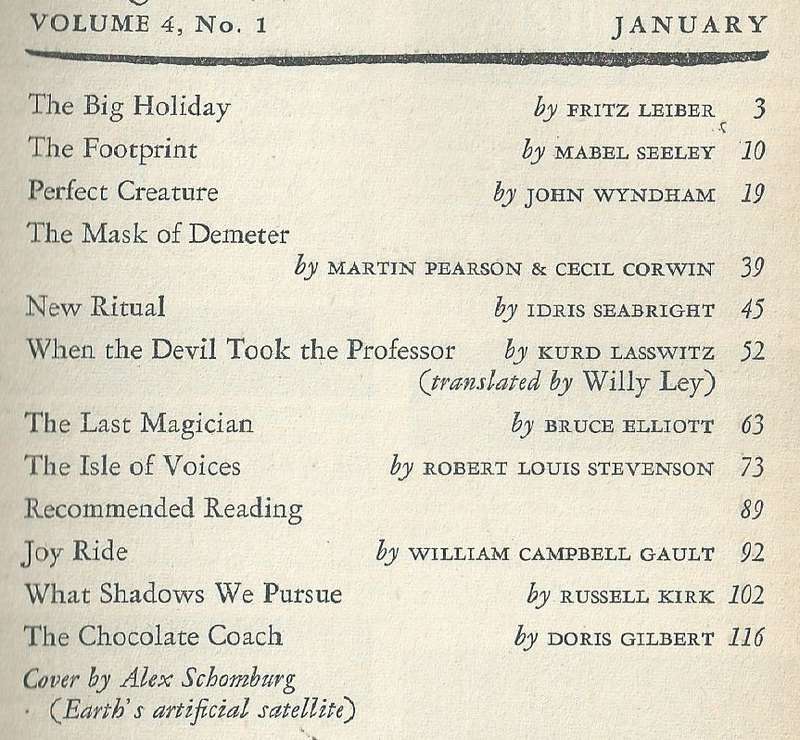 VOLUME 4, No. 1 JANUARY
The Big Holiday by FRITZ LEIBER 3
The Footprint by MABEL SEELEY 10
Perfect Creature by JOHN WYNDHAM 19
The Mask of Demeter
by MARTIN PEARSON & CECIL CORWIN 39
New Ritual by IDRIS SEABRIGHT 45
When the Devil Took the Professor by KURD LASSWITZ 52
(translated by Willy Ley)
The Last Magician by BRUCE ELLIOTT 63
The Isle of Voices by ROBERT LOUIS STEVENSON 73
Recommended Reading 89
Joy Ride by WILLIAM CAMPBELL GAULT 92
What Shadows We Pursue by RUSSELL KIRK 102
The Chocolate Coach by DORIS GILBERT 116
Cover by Alex Schomburg
(Earth's artificial satellite)